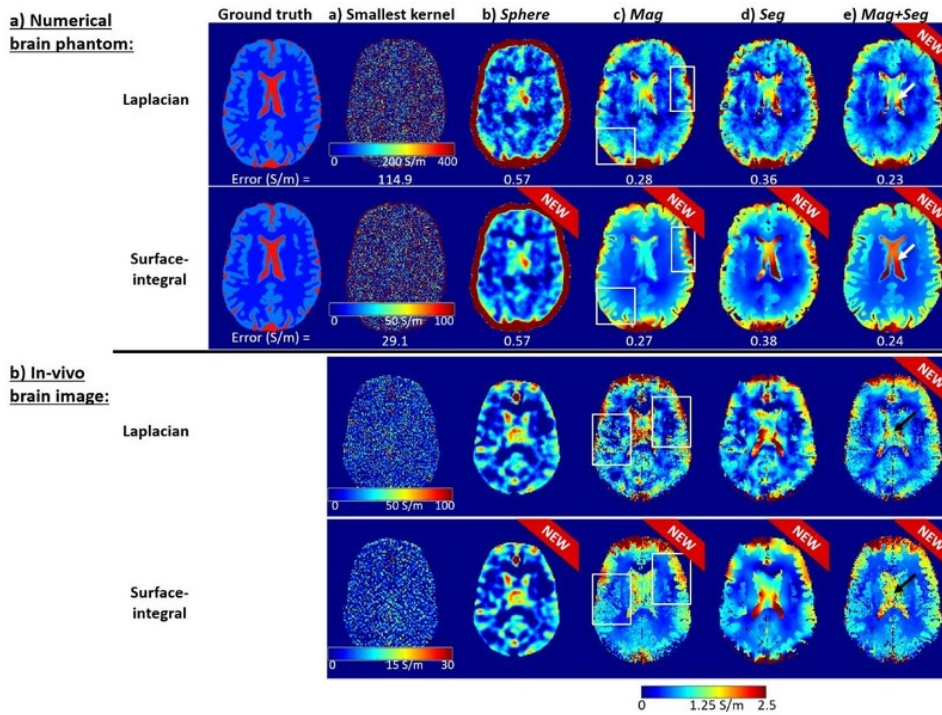 a) Numerical
brain phantom:
Ground truth
a) Smallest kernel
b) Sphere
c) Mag
d) Seg
e) Mag+Seg
NEW
Laplacian
0 200 S/m 400
Error (S/m) = 114.9 0.57 0.28 0.36 0.23
NEW NEW NEW NEW
Surface-
integral
0 50 S/m 100
Error (S/m) = 29.1 0.57 0.27 0.38 0.24
b) In-vivo
brain image:
NEW
Laplacian
0 50 S/m 100
NEW NEW NEW NEW
Surface-
integral
0 15 S/m 30
0 1.25 S/m 2.5